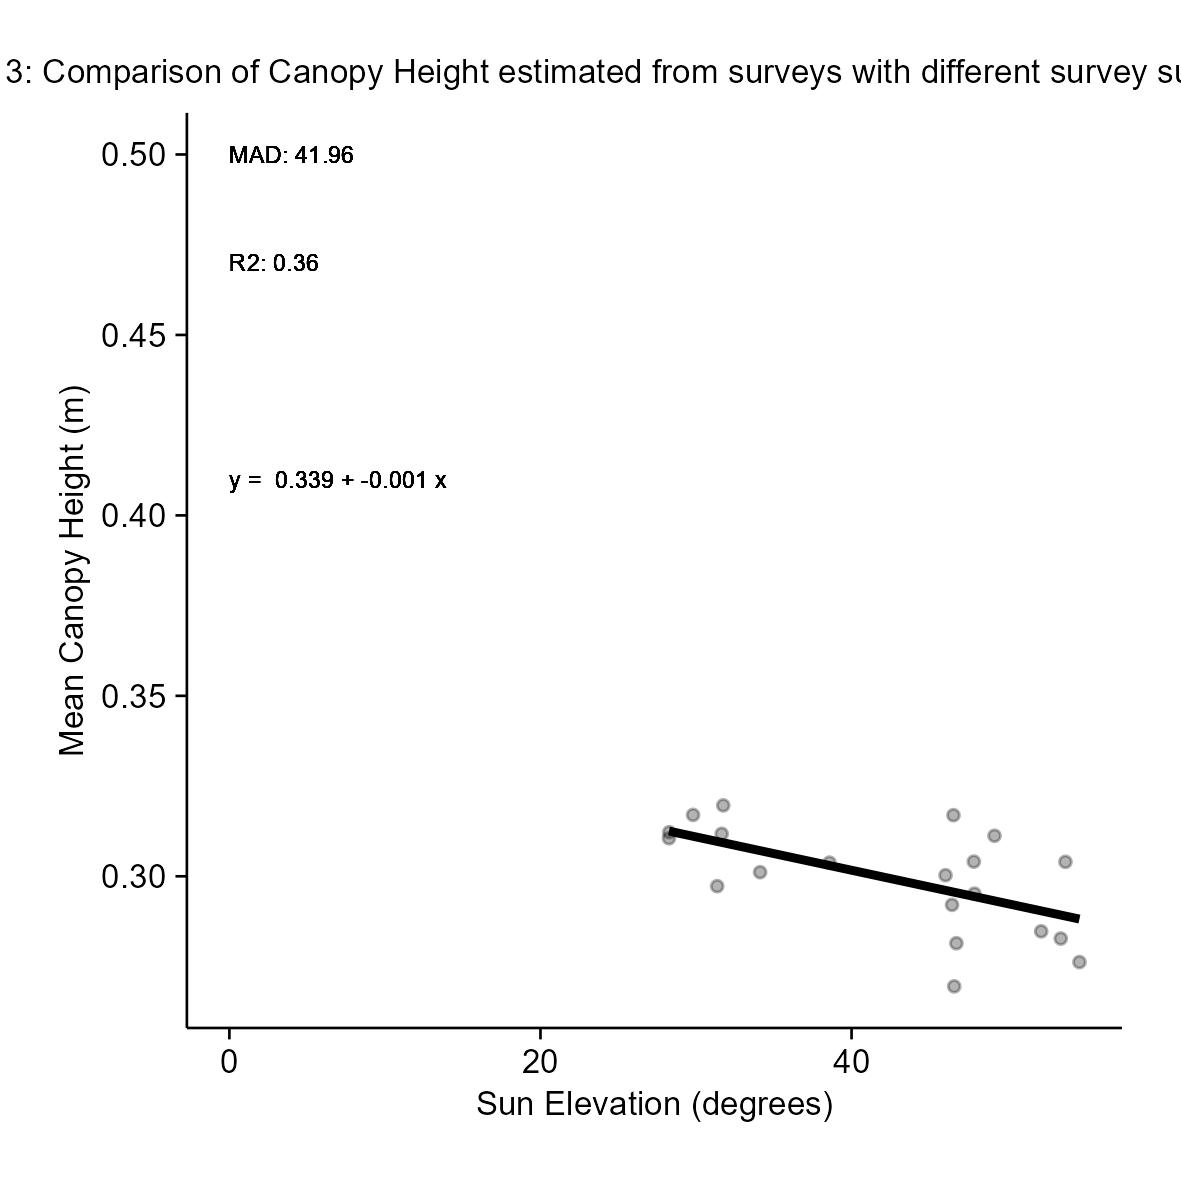 3: Comparison of Canopy Height estimated from surveys with different survey
0.50
MAD: 41.96
R2: 0.36
0.45
y =  0.339 + -0.001 x
0.40
0.35
0.30
Mean Canopy Height (m)
0 20 40
Sun Elevation (degrees)